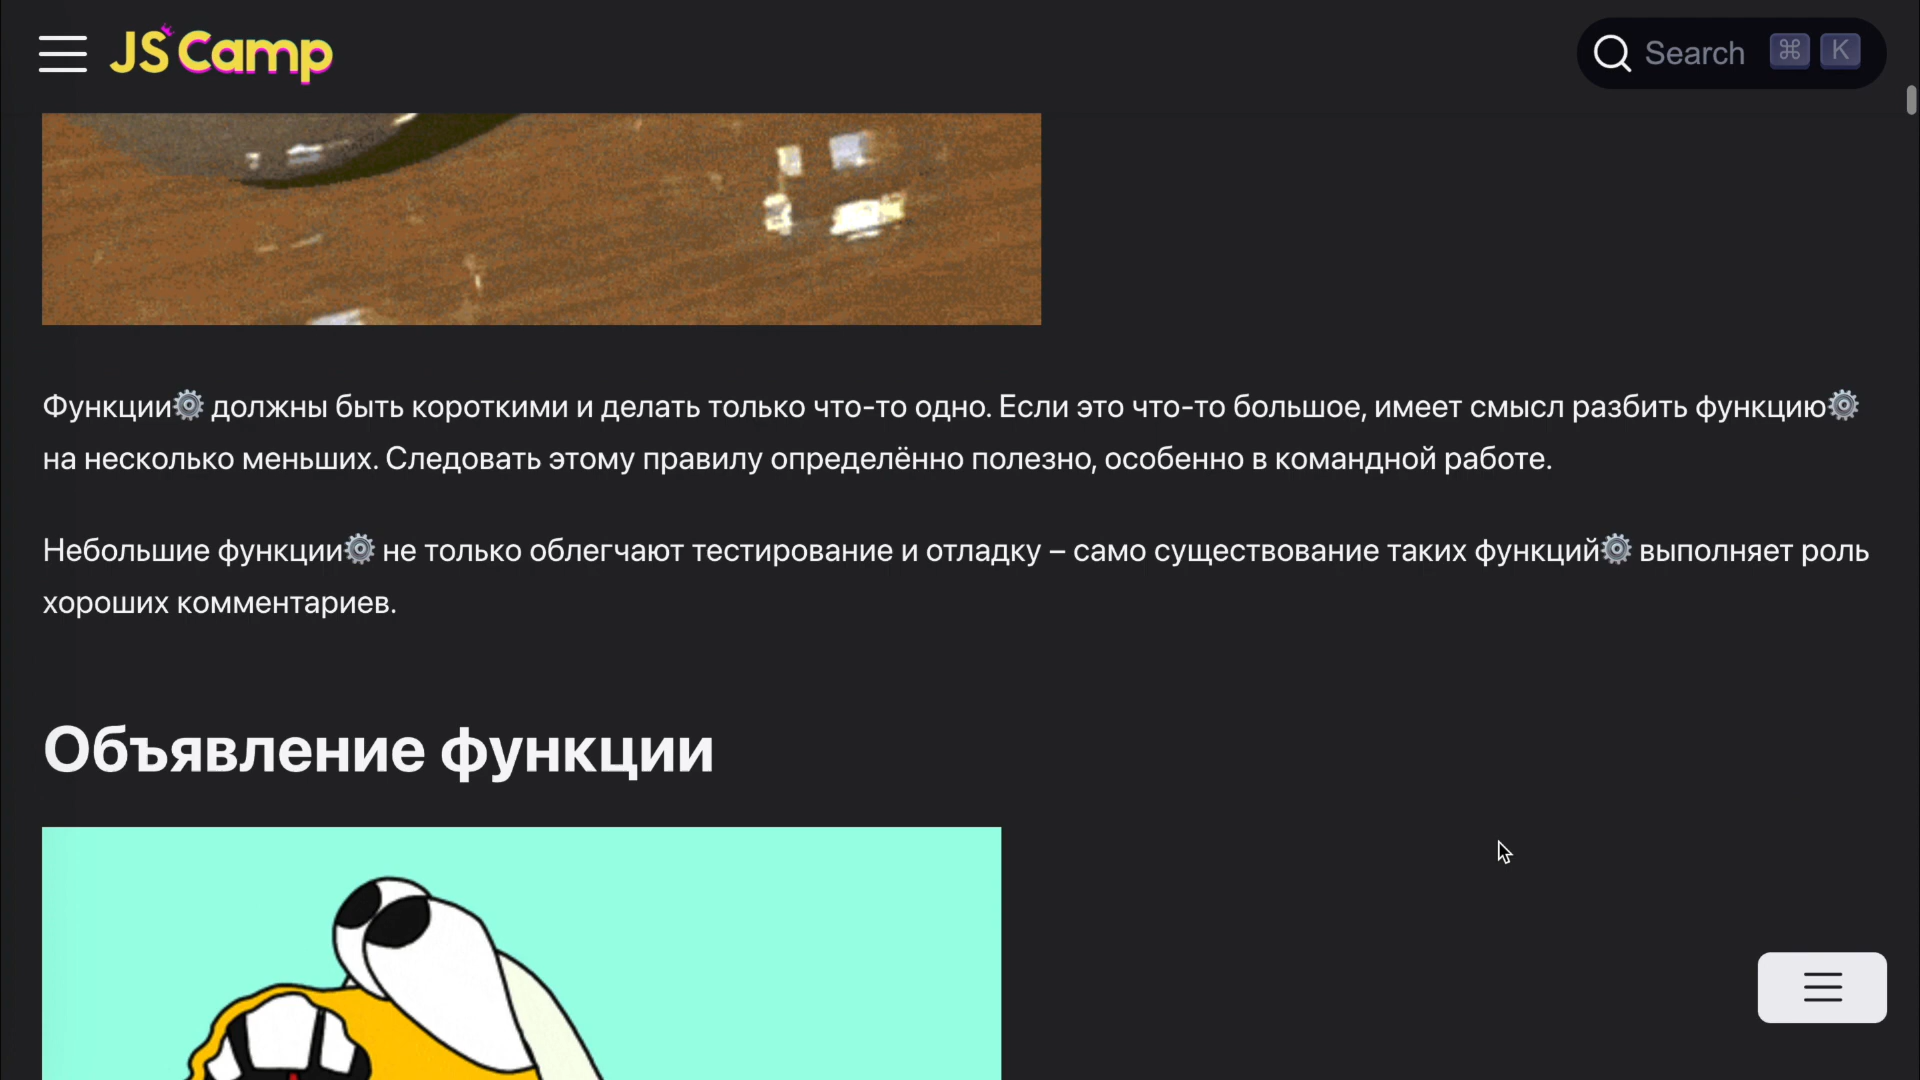 JS Camp
Search ⌘ K
Функции⚙️ должны быть короткими и делать только что-то одно. Если это что-то большое, имеет смысл разбить функцию⚙️
на несколько меньших. Следовать этому правилу определённо полезно, особенно в командной работе.
Небольшие функции⚙️ не только облегчают тестирование и отладку – само существование таких функций⚙️ выполняет роль
хороших комментариев.
Объявление функции